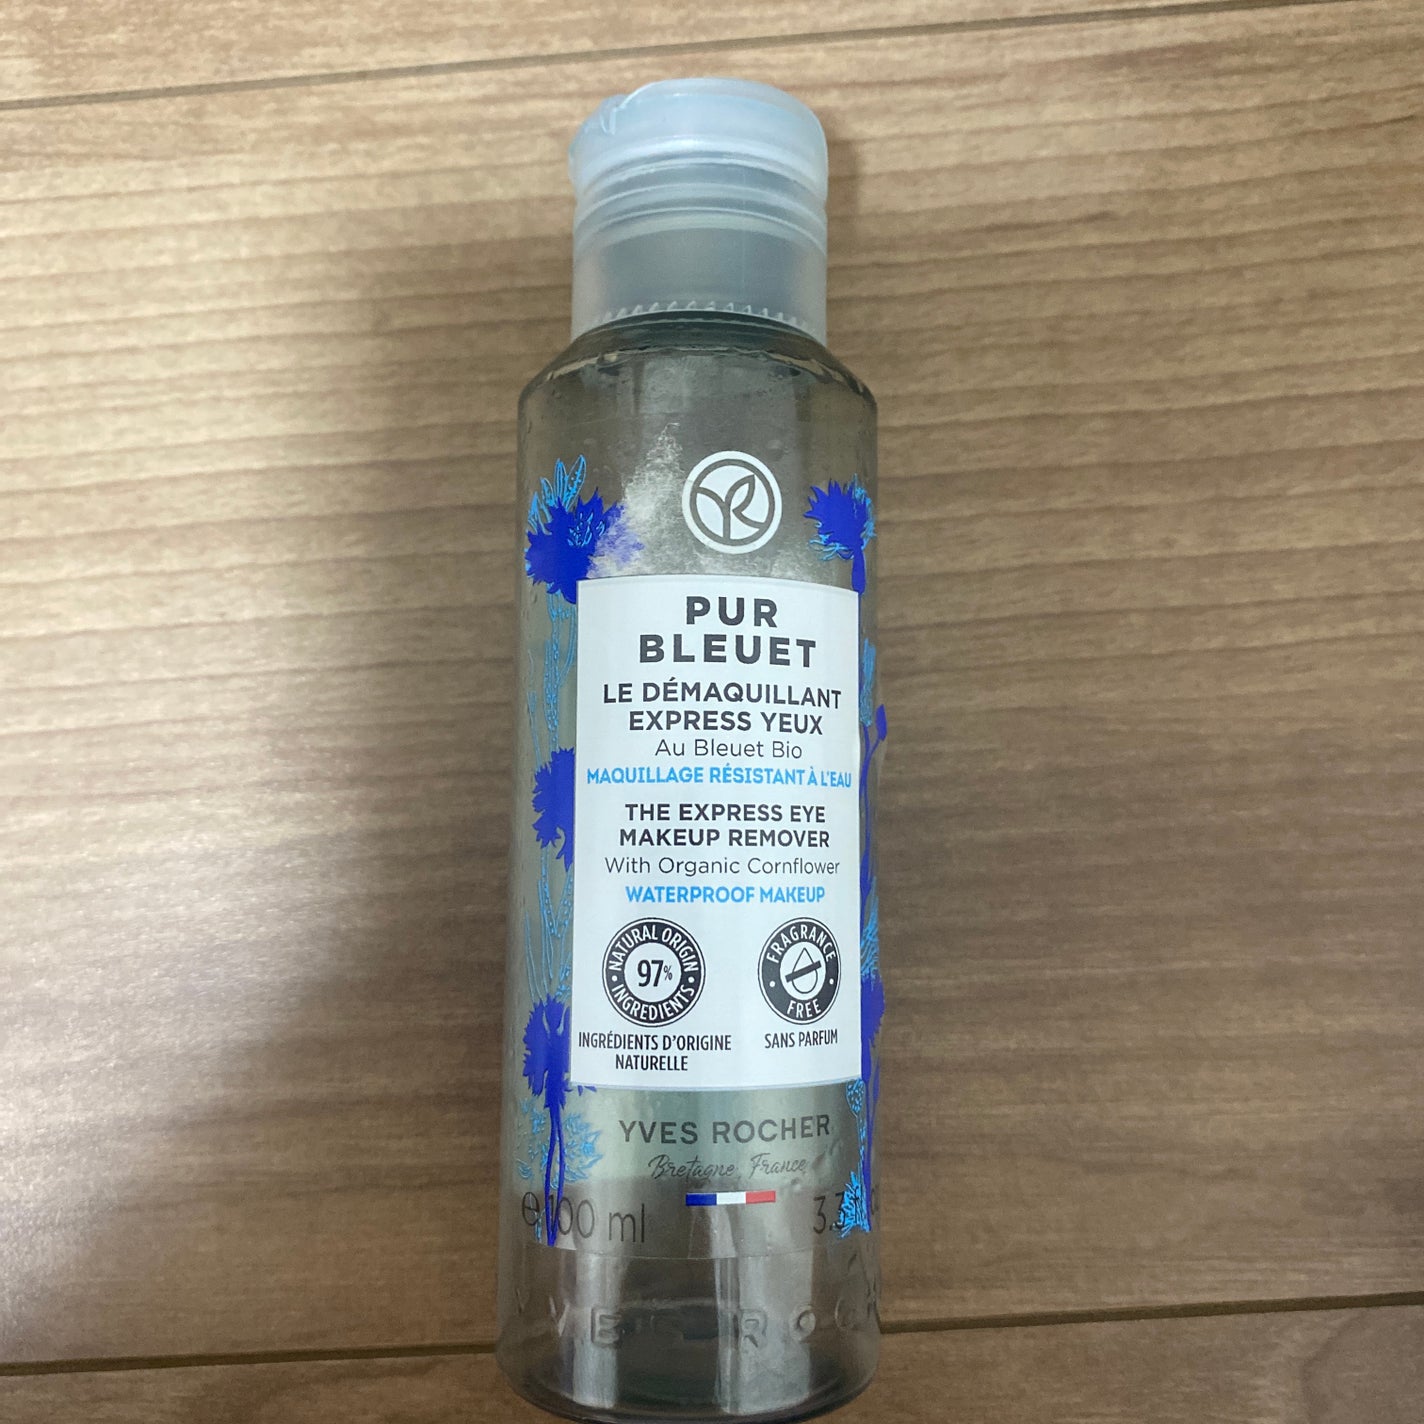 YR
PUR
BLEUET
LE DÉMAQUILLANT
EXPRESS YEUX
Au Bleuet Bio
MAQUILLAGE RÉSISTANT À L'EAU
THE EXPRESS EYE
MAKEUP REMOVER
With Organic Cornflower
WATERPROOF MAKEUP
NATURAL ORIGIN
97%
INGREDIENTS
INGRÉDIENTS D'ORIGINE
NATURELLE
FRAGRANCE
FREE
SANS PARFUM
YVES ROCHER
Bretagne, France
e 100 ml